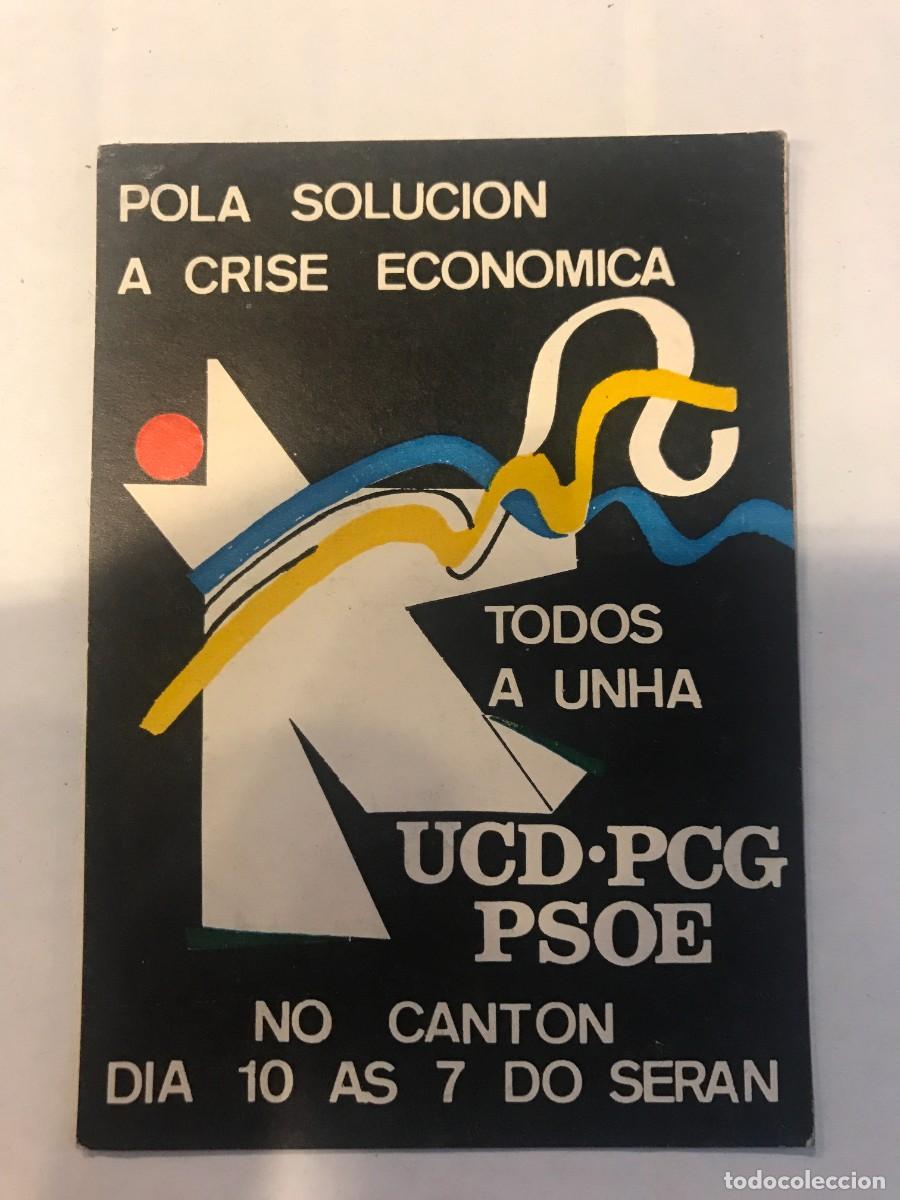 POLA SOLUCION
A CRISE ECONOMICA
TODOS
A UNHA
UCD·PCG
PSOE
NO CANTON
DIA 10 AS 7 DO SERAN
todocoleccion